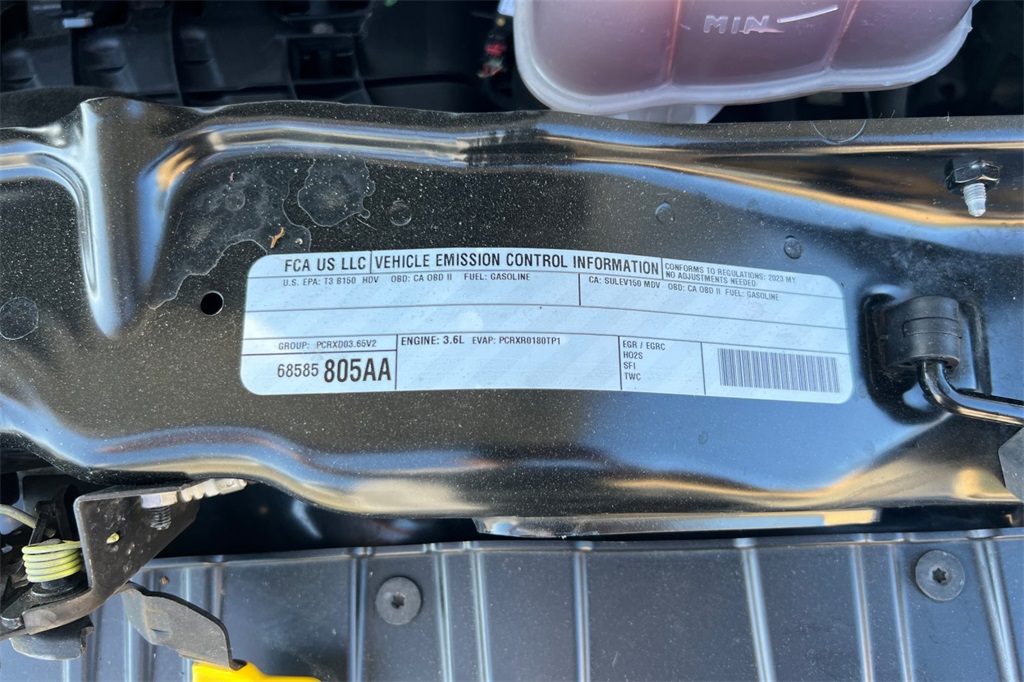 MIN
FCA US LLC VEHICLE EMISSION CONTROL INFORMATION CONFORMS TO REGULATIONS: 2023 MY
NO ADJUSTMENTS NEEDED
U.S. EPA: T3 B150 HDV OBD: CA OBD II FUEL: GASOLINE
CA: SULEV150 MDV OBD: CA OBD II FUEL: GASOLINE
GROUP: PCRXD03.65V2
ENGINE: 3.6L EVAP: PCRXR0180TP1
68585 805AA
EGR / EGRC
HO2S
SFI
TWC